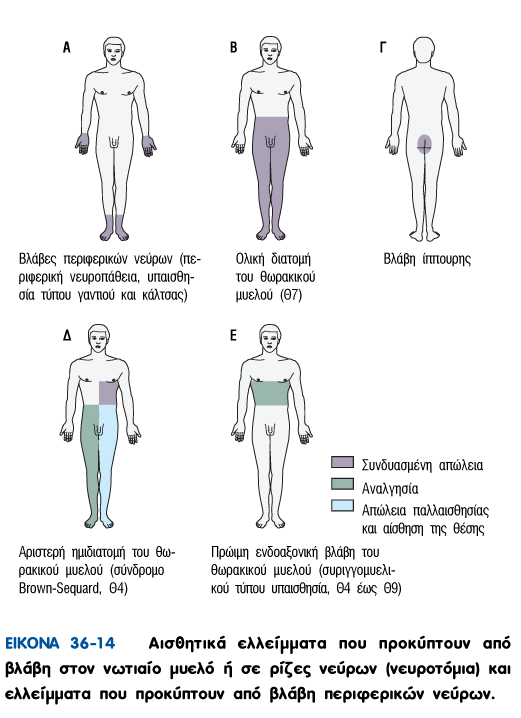 Α
Β
Γ
Βλάβες περιφερικών νεύρων (πε-
ριφερική νευροπάθεια, υπαισθη-
σία τύπου γαντιού και κάλτσας)
Ολική διατομή
του θωρακικού
μυελού (Θ7)
Βλάβη ίππουρης
Δ
Ε
Συνδυασμένη απώλεια
Αναλγησία
Απώλεια παλλαισθησίας
και αίσθηση της θέσης
Αριστερή ημιδιατομή του θω-
ρακικού μυελού (σύνδρομο
Brown-Sequard, Θ4)
Πρώιμη ενδοαξονική βλάβη του
θωρακικού μυελού (συριγγομυελι-
κού τύπου υπαισθησία, Θ4 έως Θ9)
ΕΙΚΟΝΑ 36-14 Αισθητικά ελλείμματα που προκύπτουν από
βλάβη στον νωτιαίο μυελό ή σε ρίζες νεύρων (νευροτόμια) και
ελλείμματα που προκύπτουν από βλάβη περιφερικών νεύρων.